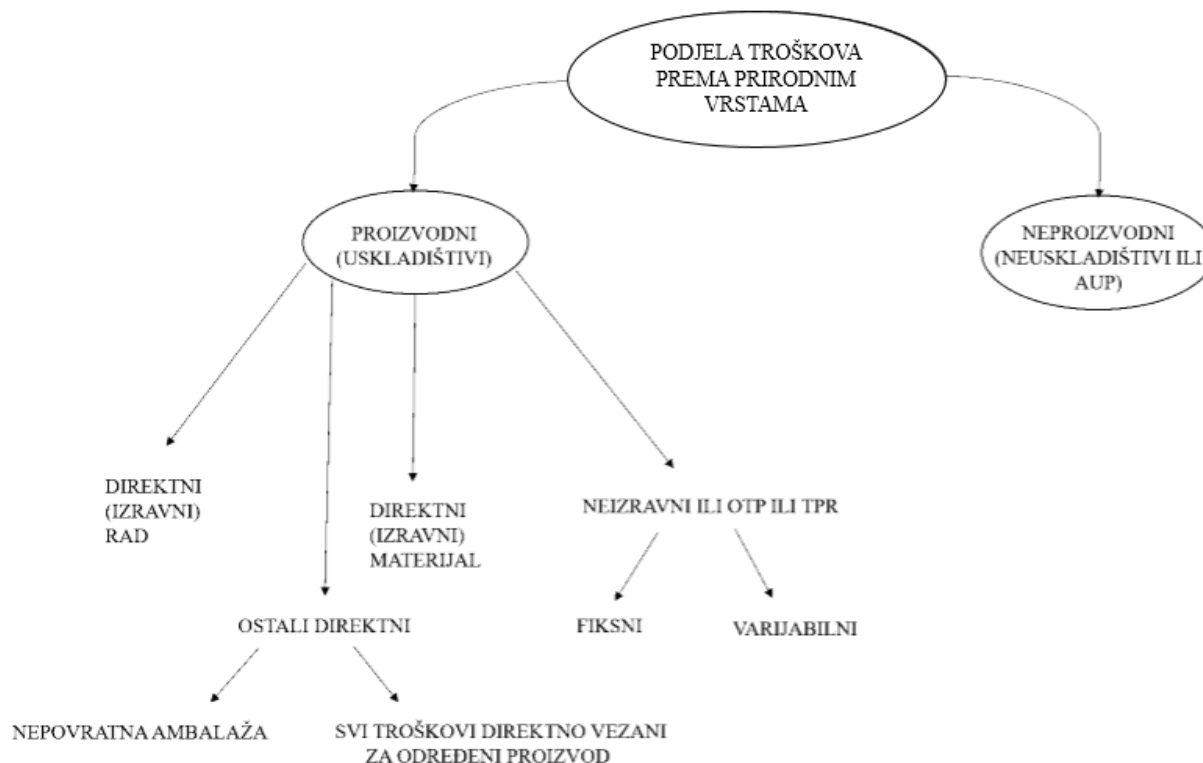 PODJELA TROŠKOVA
PREMA PRIRODNIM
VRSTAMA
PROIZVODNI
(USKLADIŠTIVI)
NEPROIZVODNI
(NEUSKLADIŠTIVI ILI
AUP)
DIREKTNI
(IZRAVNI)
RAD
DIREKTNI
(IZRAVNI)
MATERIJAL
NEIZRAVNI ILI OTP ILI TPR
OSTALI DIREKTNI
FIKSNI
VARIJABILNI
NEPOVRATNA AMBALAŽA
SVI TROŠKOVI DIREKTNO VEZANI
ZA ODREĐENI PROIZVOD